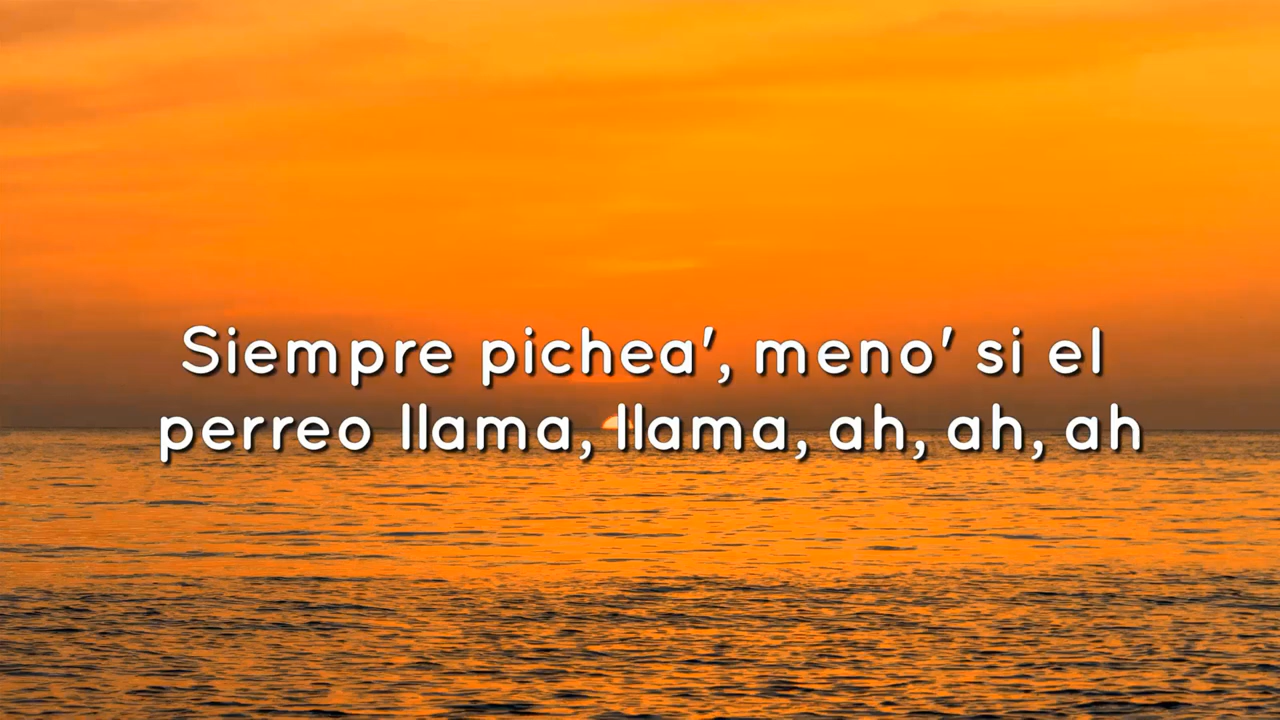 Siempre pichea', meno' si el
perreo llama, llama, ah, ah, ah